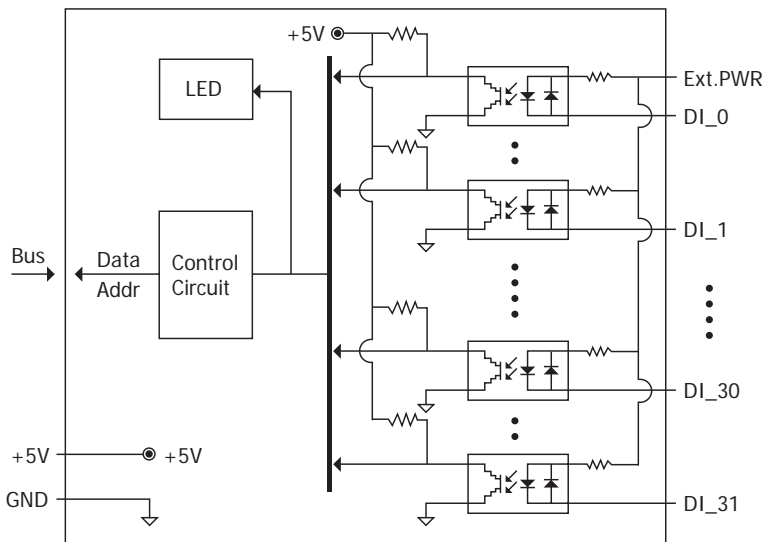 +5V
LED
Ext.PWR
DI_0
DI_1
Bus
Data
Addr
Control
Circuit
DI_30
+5V
+5V
GND
DI_31